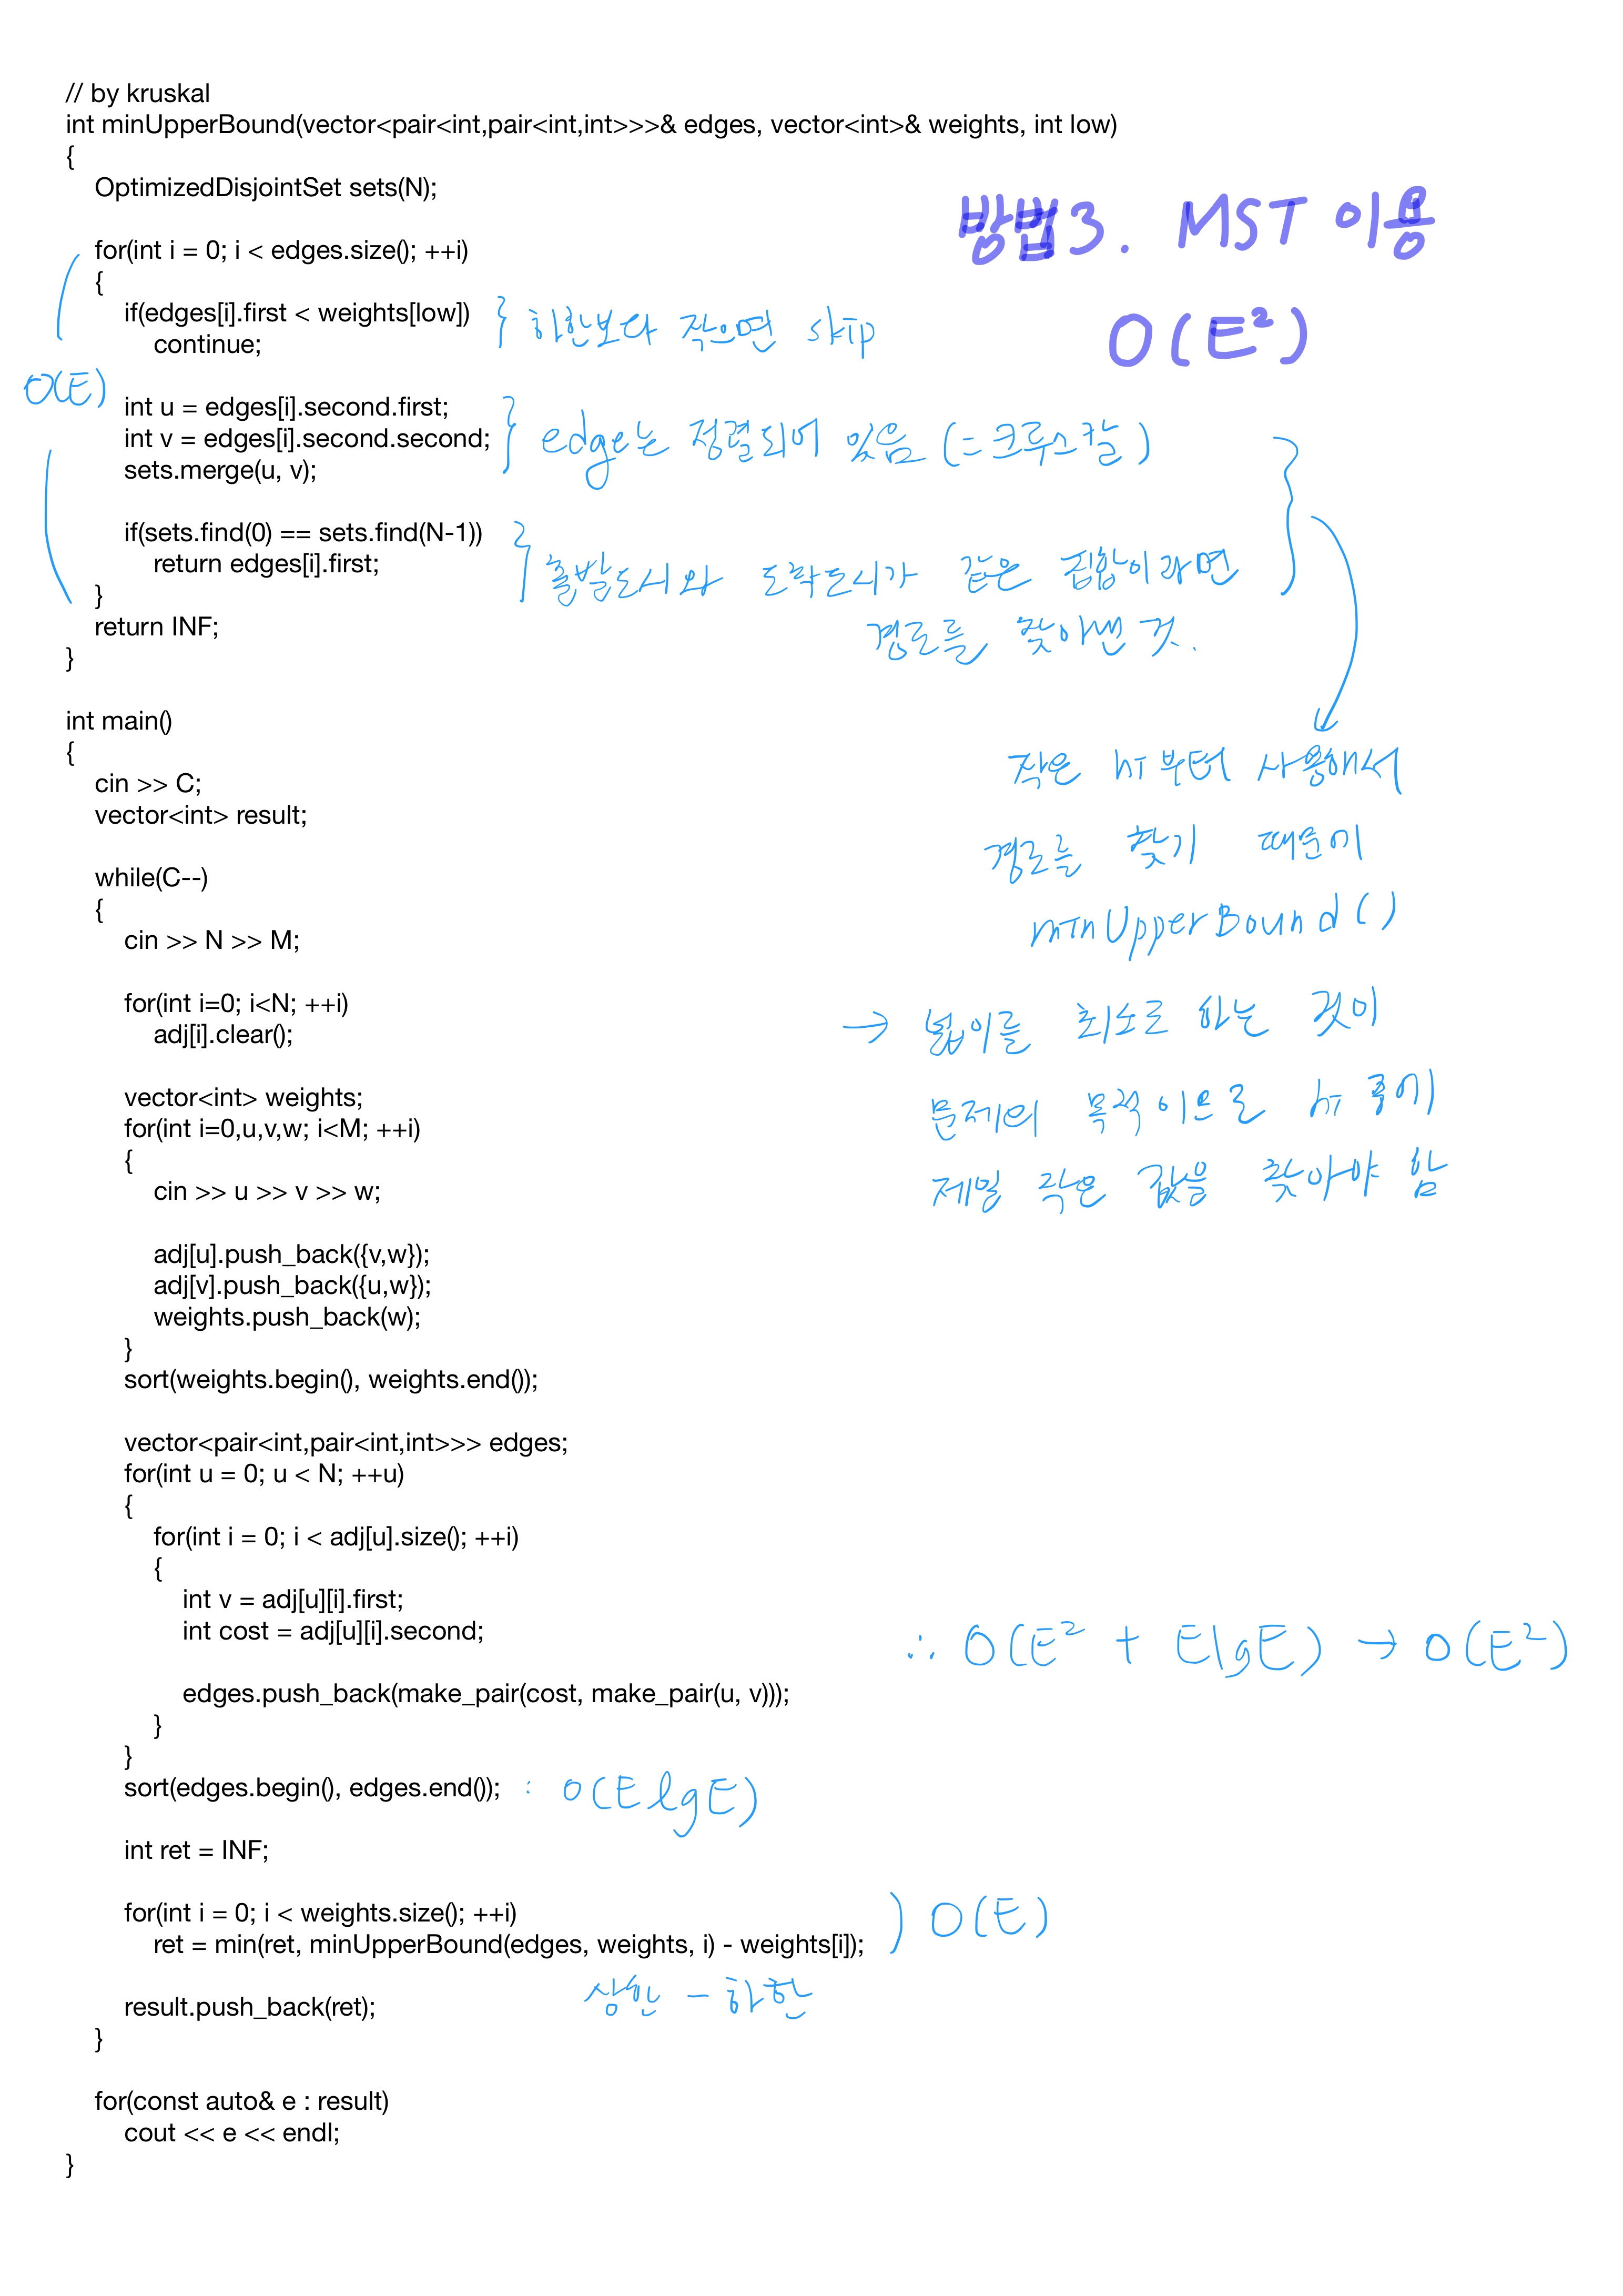 // by kruskal
int minUpperBound(vector<pair<int,pair<int,int>>>& edges, vector<int>& weights, int low)
{
OptimizedDisjointSet sets(N);
방법3. MST 이용
for(int i = 0; i < edges.size(); ++i)
{
if(edges[i].first < weights[low])
continue;
} 하한보다 작으면 skip
O(E²)
O(E)
int u = edges[i].second.first;
int v = edges[i].second.second;
sets.merge(u, v);
} edge는 정렬되어 있음 (=크루스칼)
if(sets.find(0) == sets.find(N-1))
return edges[i].first;
} 출발도시와 도착도시가 같은 집합이라면
경로를 찾아낸 것.
}
return INF;
}
int main()
{
작은 hi부터 사용해서
경로를 찾기 때문에
minUpperBound()
→ 넓이를 최소로 하는 것이
문제의 목적이므로 hi 중에
제일 작은 값을 찾아야 함
cin >> C;
vector<int> result;
while(C--)
{
cin >> N >> M;
for(int i=0; i<N; ++i)
adj[i].clear();
vector<int> weights;
for(int i=0,u,v,w; i<M; ++i)
{
cin >> u >> v >> w;
adj[u].push_back({v,w});
adj[v].push_back({u,w});
weights.push_back(w);
}
sort(weights.begin(), weights.end());
vector<pair<int,pair<int,int>>> edges;
for(int u = 0; u < N; ++u)
{
for(int i = 0; i < adj[u].size(); ++i)
{
int v = adj[u][i].first;
int cost = adj[u][i].second;
∴ O(E² + ElgE) → O(E²)
edges.push_back(make_pair(cost, make_pair(u, v)));
}
}
sort(edges.begin(), edges.end()); : O(ElgE)
int ret = INF;
for(int i = 0; i < weights.size(); ++i)
ret = min(ret, minUpperBound(edges, weights, i) - weights[i]);
) O(E)
상한 - 하한
result.push_back(ret);
}
for(const auto& e : result)
cout << e << endl;
}